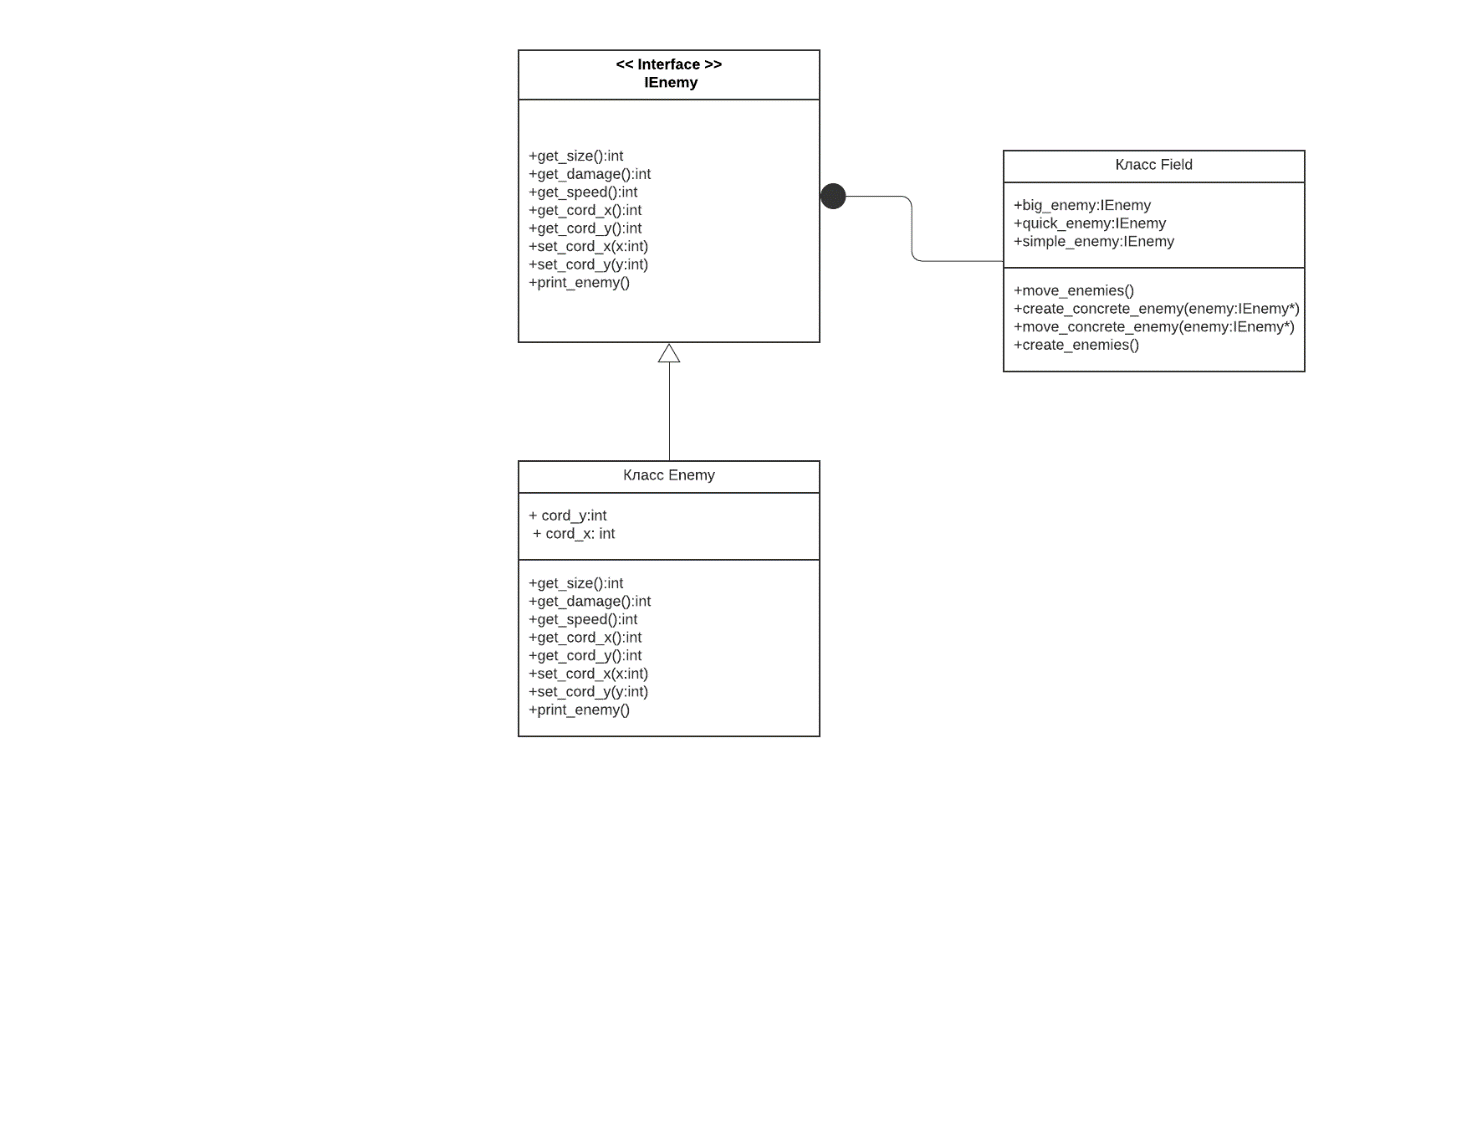 << Interface >>
IEnemy
+get_size():int
+get_damage():int
+get_speed():int
+get_cord_x():int
+get_cord_y():int
+set_cord_x(x:int)
+set_cord_y(y:int)
+print_enemy()
Класс Field
+big_enemy:IEnemy
+quick_enemy:IEnemy
+simple_enemy:IEnemy
+move_enemies()
+create_concrete_enemy(enemy:IEnemy*)
+move_concrete_enemy(enemy:IEnemy*)
+create_enemies()
Класс Enemy
+ cord_y:int
+ cord_x: int
+get_size():int
+get_damage():int
+get_speed():int
+get_cord_x():int
+get_cord_y():int
+set_cord_x(x:int)
+set_cord_y(y:int)
+print_enemy()